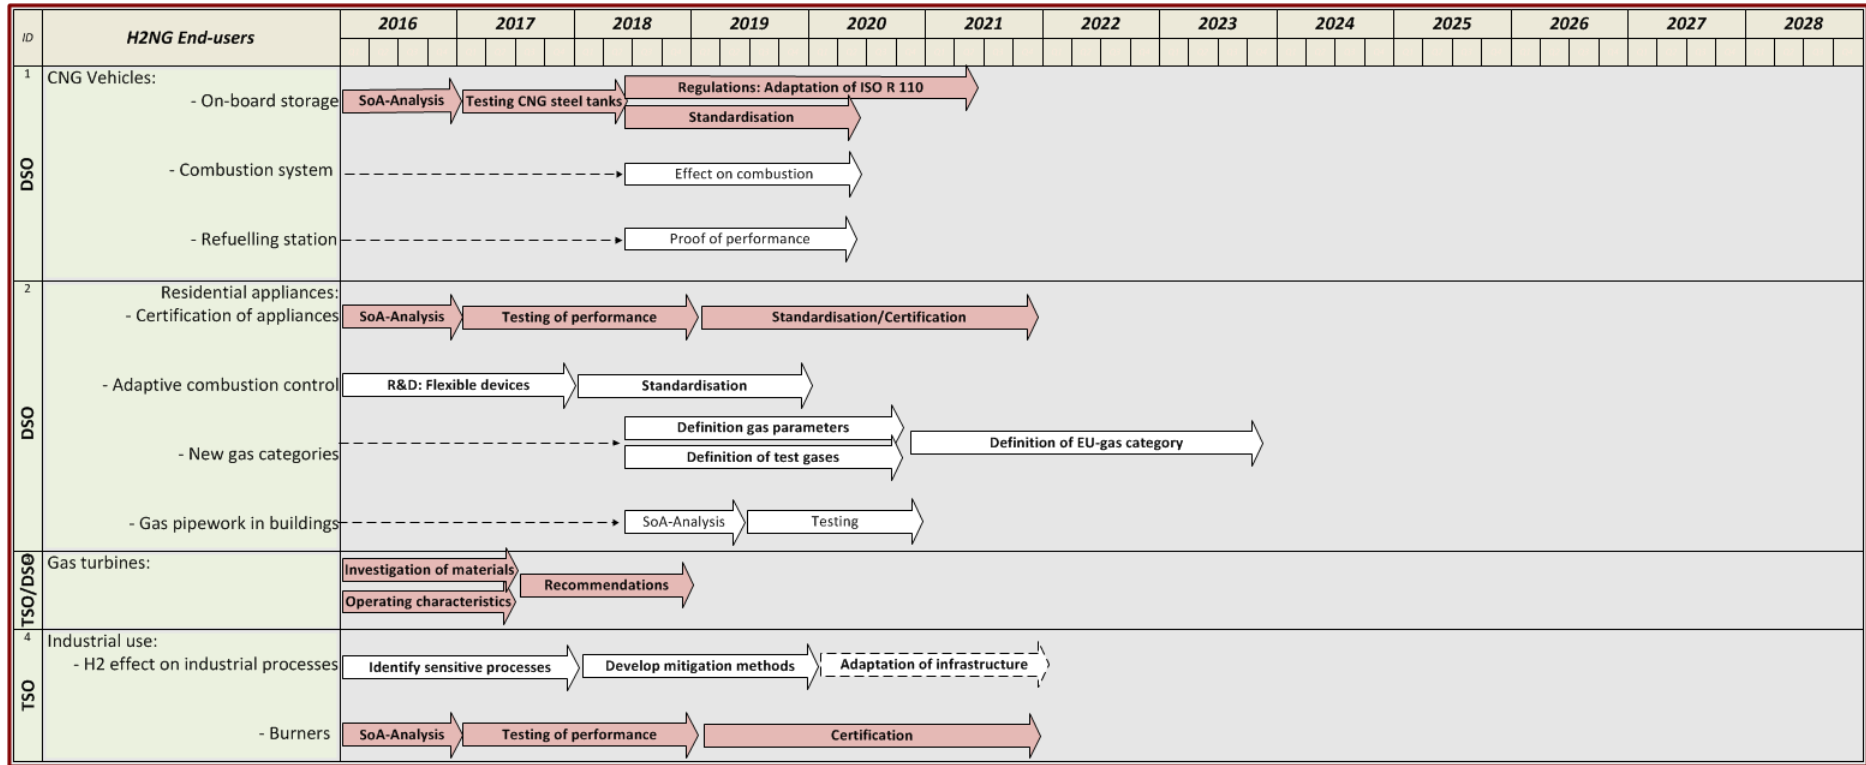 ID H2NG End-users 2016 2017 2018 2019 2020 2021 2022 2023 2024 2025 2026 2027 2028
1 CNG Vehicles:
DSO
- On-board storage SoA-Analysis Testing CNG steel tanks Regulations: Adaptation of ISO R 110
Standardisation
- Combustion system Effect on combustion
- Refuelling station Proof of performance
2 Residential appliances:
DSO
- Certification of appliances SoA-Analysis Testing of performance Standardisation/Certification
- Adaptive combustion control R&D: Flexible devices Standardisation
Definition gas parameters
- New gas categories Definition of test gases Definition of EU-gas category
- Gas pipework in buildings SoA-Analysis Testing
TSO/DSO
Gas turbines: Investigation of materials
Operating characteristics Recommendations
4 Industrial use:
TSO
- H2 effect on industrial processes Identify sensitive processes Develop mitigation methods Adaptation of infrastructure
- Burners SoA-Analysis Testing of performance Certification